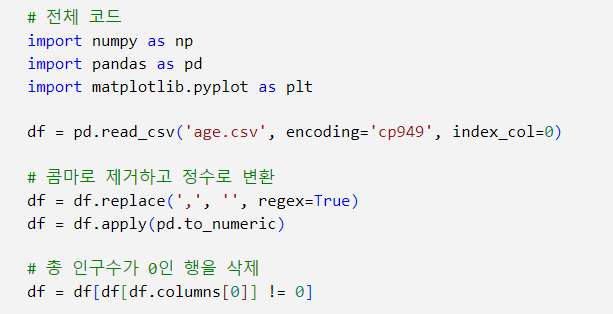 # 전체 코드
import numpy as np
import pandas as pd
import matplotlib.pyplot as plt
df = pd.read_csv('age.csv', encoding='cp949', index_col=0)
# 콤마로 제거하고 정수로 변환
df = df.replace(',', '', regex=True)
df = df.apply(pd.to_numeric)
# 총 인구수가 0인 행을 삭제
df = df[df[df.columns[0]] != 0]